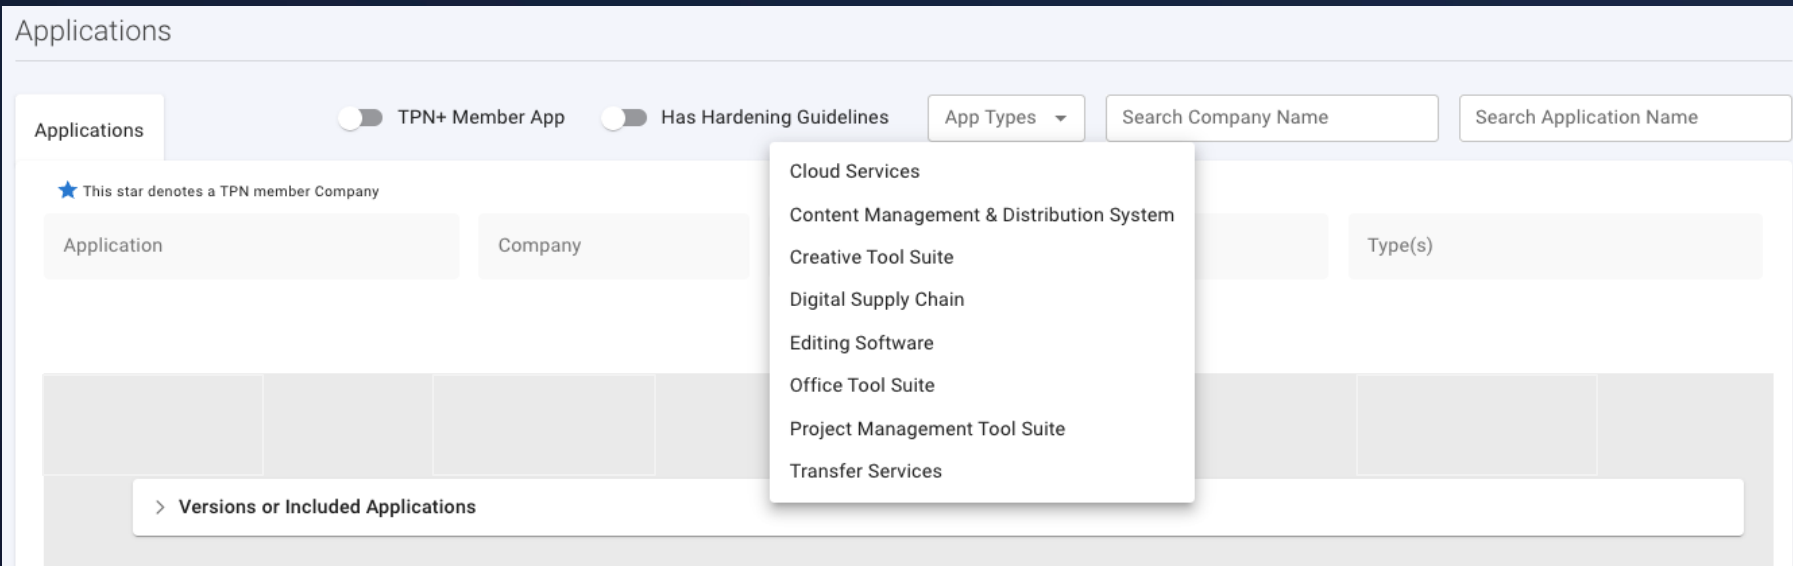 Applications
Applications
TPN+ Member App
Has Hardening Guidelines
App Types
Search Company Name
Search Application Name
This star denotes a TPN member Company
Application
Company
Type(s)
Cloud Services
Content Management & Distribution System
Creative Tool Suite
Digital Supply Chain
Editing Software
Office Tool Suite
Project Management Tool Suite
Transfer Services
Versions or Included Applications